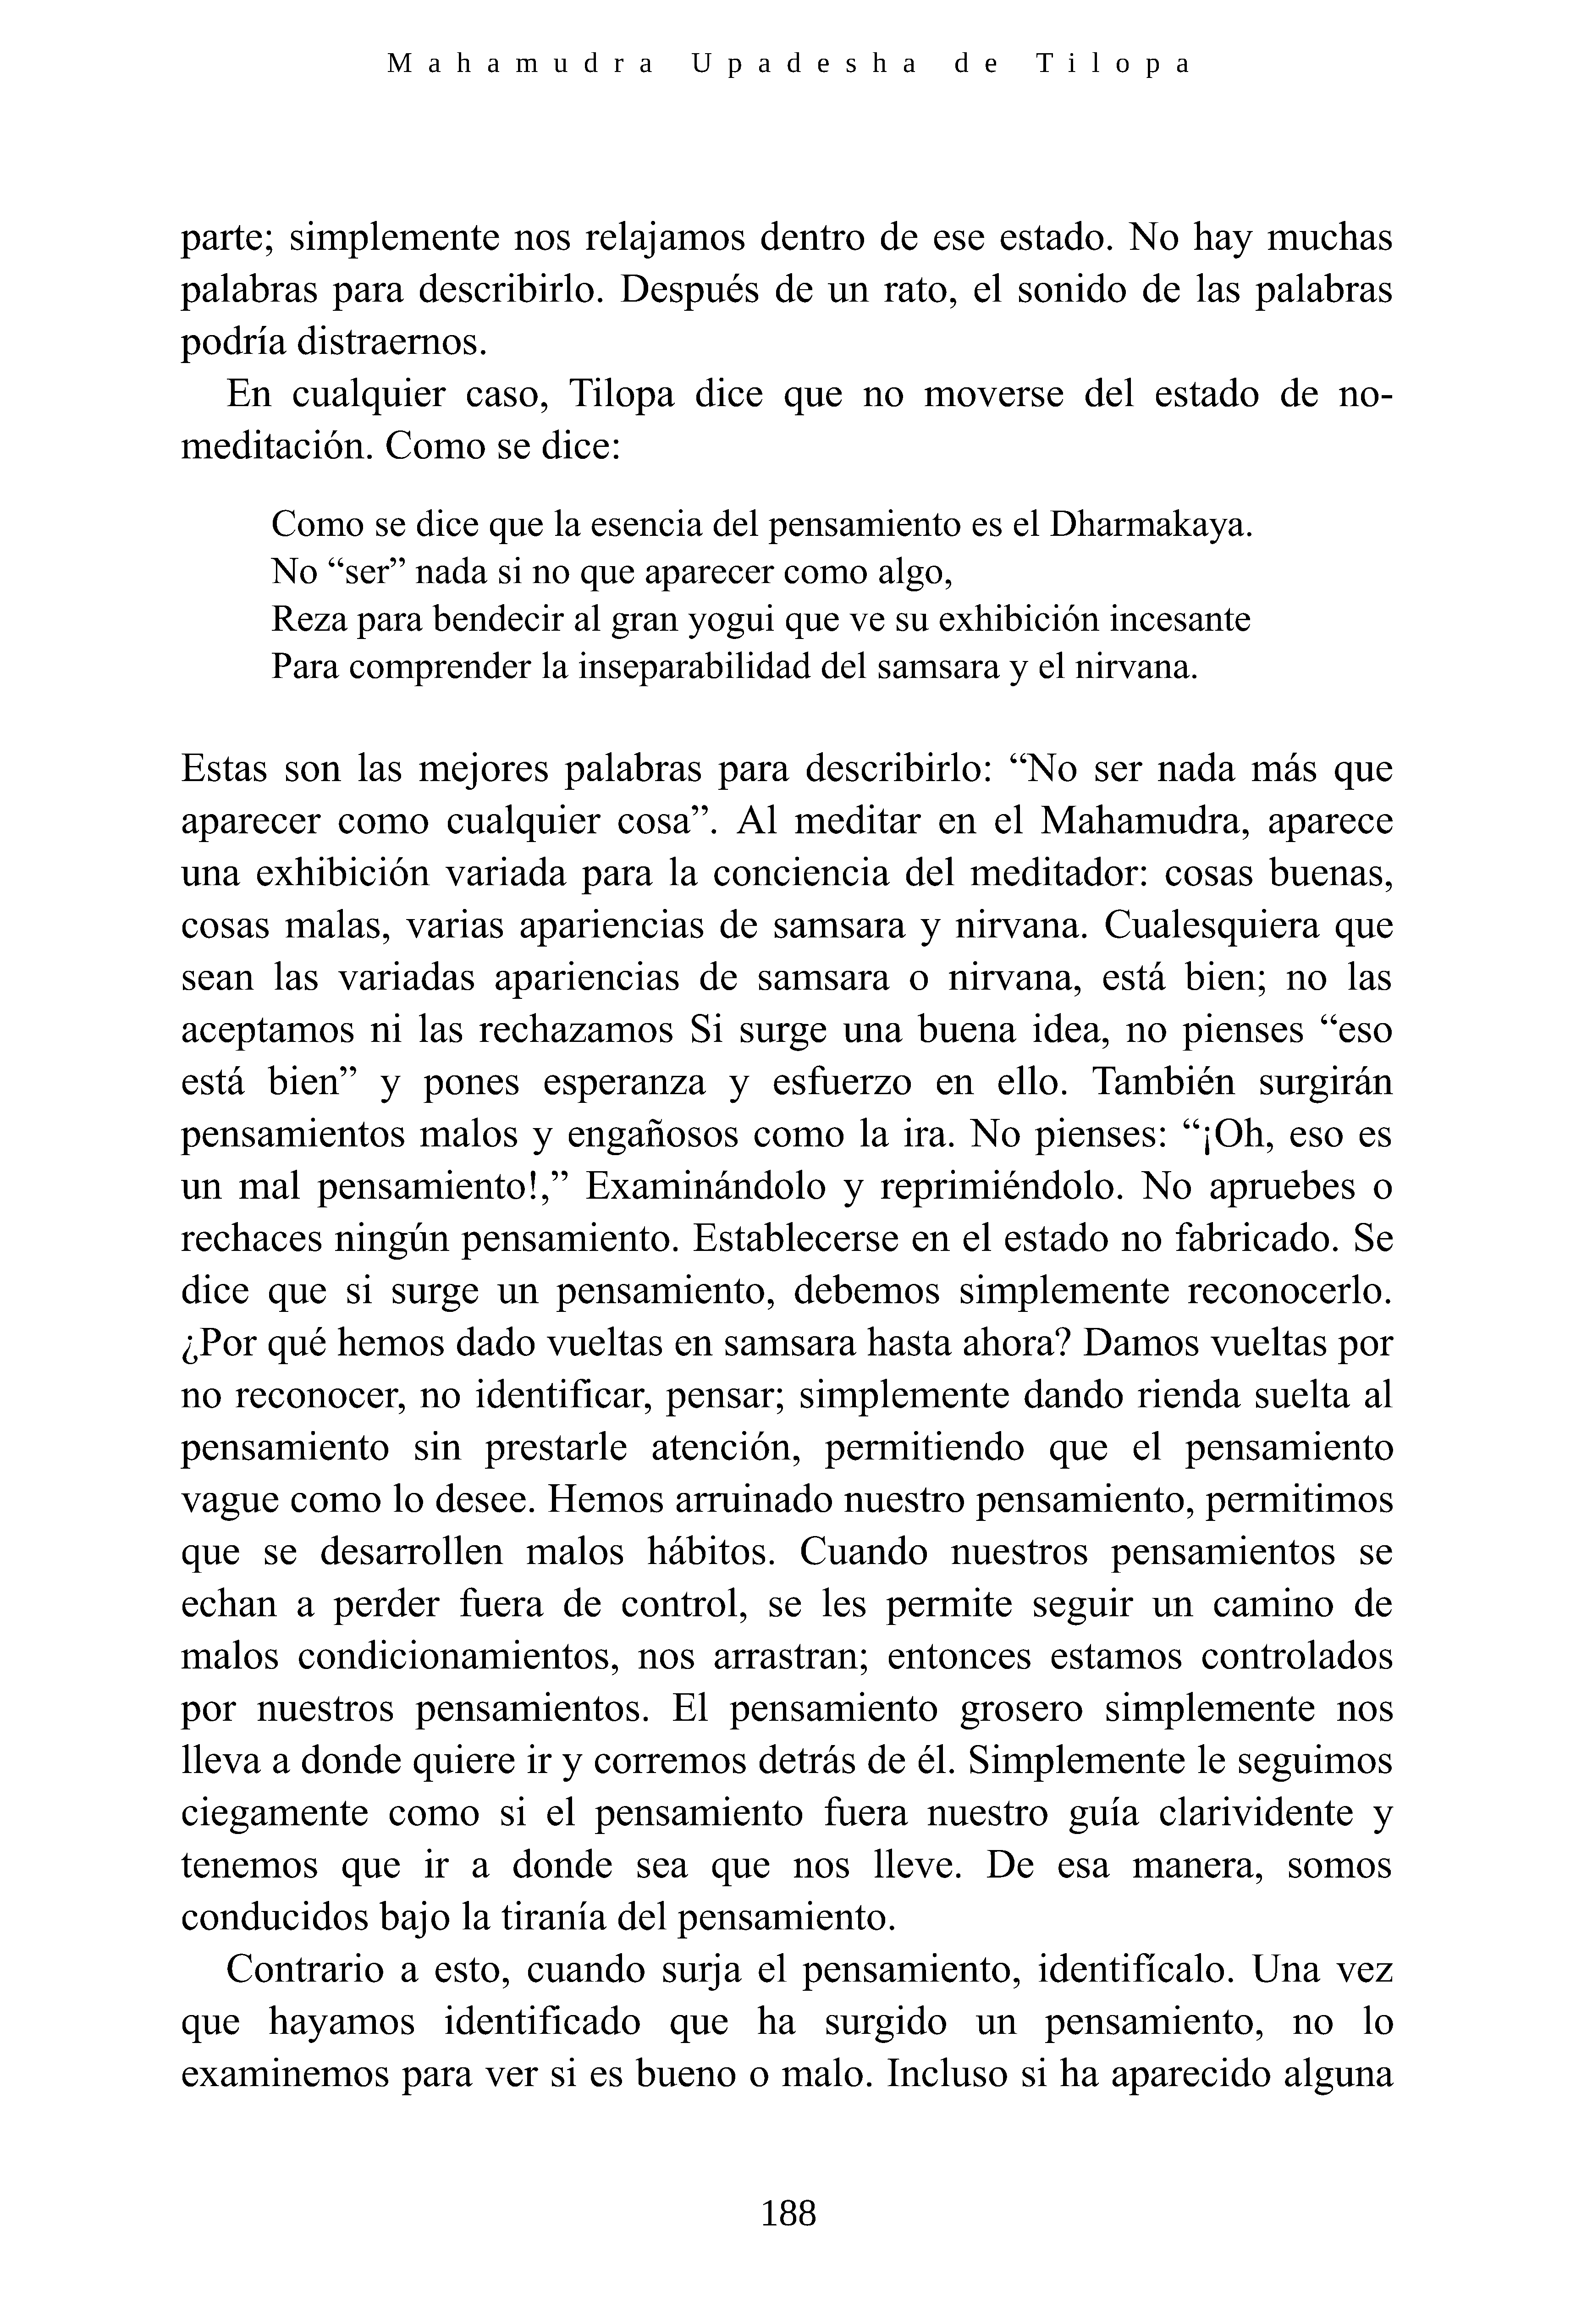 Mahamudra Upadesha de Tilopa
parte; simplemente nos relajamos dentro de ese estado. No hay muchas
palabras para describirlo. Después de un rato, el sonido de las palabras
podría distraernos.
En cualquier caso, Tilopa dice que no moverse del estado de no-
meditación. Como se dice:
Como se dice que la esencia del pensamiento es el Dharmakaya.
No “ser” nada si no que aparecer como algo,
Reza para bendecir al gran yogui que ve su exhibición incesante
Para comprender la inseparabilidad del samsara y el nirvana.
Estas son las mejores palabras para describirlo: “No ser nada más que
aparecer como cualquier cosa”. Al meditar en el Mahamudra, aparece
una exhibición variada para la conciencia del meditador: cosas buenas,
cosas malas, varias apariencias de samsara y nirvana. Cualesquiera que
sean las variadas apariencias de samsara o nirvana, está bien; no las
aceptamos ni las rechazamos Si surge una buena idea, no pienses “eso
está bien” y pones esperanza y esfuerzo en ello. También surgirán
pensamientos malos y engañosos como la ira. No pienses: “¡Oh, eso es
un mal pensamiento!,” Examinándolo y reprimiéndolo. No apruebes o
rechaces ningún pensamiento. Establecerse en el estado no fabricado. Se
dice que si surge un pensamiento, debemos simplemente reconocerlo.
¿Por qué hemos dado vueltas en samsara hasta ahora? Damos vueltas por
no reconocer, no identificar, pensar; simplemente dando rienda suelta al
pensamiento sin prestarle atención, permitiendo que el pensamiento
vague como lo desee. Hemos arruinado nuestro pensamiento, permitimos
que se desarrollen malos hábitos. Cuando nuestros pensamientos se
echan a perder fuera de control, se les permite seguir un camino de
malos condicionamientos, nos arrastran; entonces estamos controlados
por nuestros pensamientos. El pensamiento grosero simplemente nos
lleva a donde quiere ir y corremos detrás de él. Simplemente le seguimos
ciegamente como si el pensamiento fuera nuestro guía clarividente y
tenemos que ir a donde sea que nos lleve. De esa manera, somos
conducidos bajo la tiranía del pensamiento.
Contrario a esto, cuando surja el pensamiento, identifícalo. Una vez
que hayamos identificado que ha surgido un pensamiento, no lo
examinemos para ver si es bueno o malo. Incluso si ha aparecido alguna
188